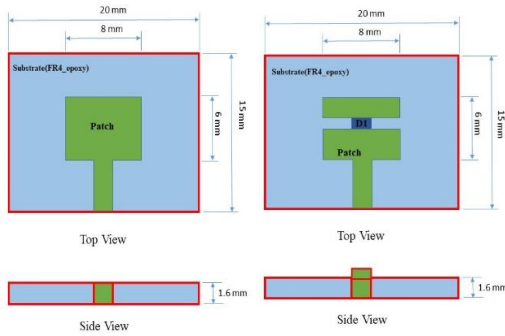 20 mm
8 mm
Substrate(FR4_epoxy)
Patch
6 mm
15 mm
Top View
1.6 mm
Side View
20 mm
8 mm
Substrate(FR4_epoxy)
D1
Patch
6 mm
15 mm
Top View
1.6 mm
Side View